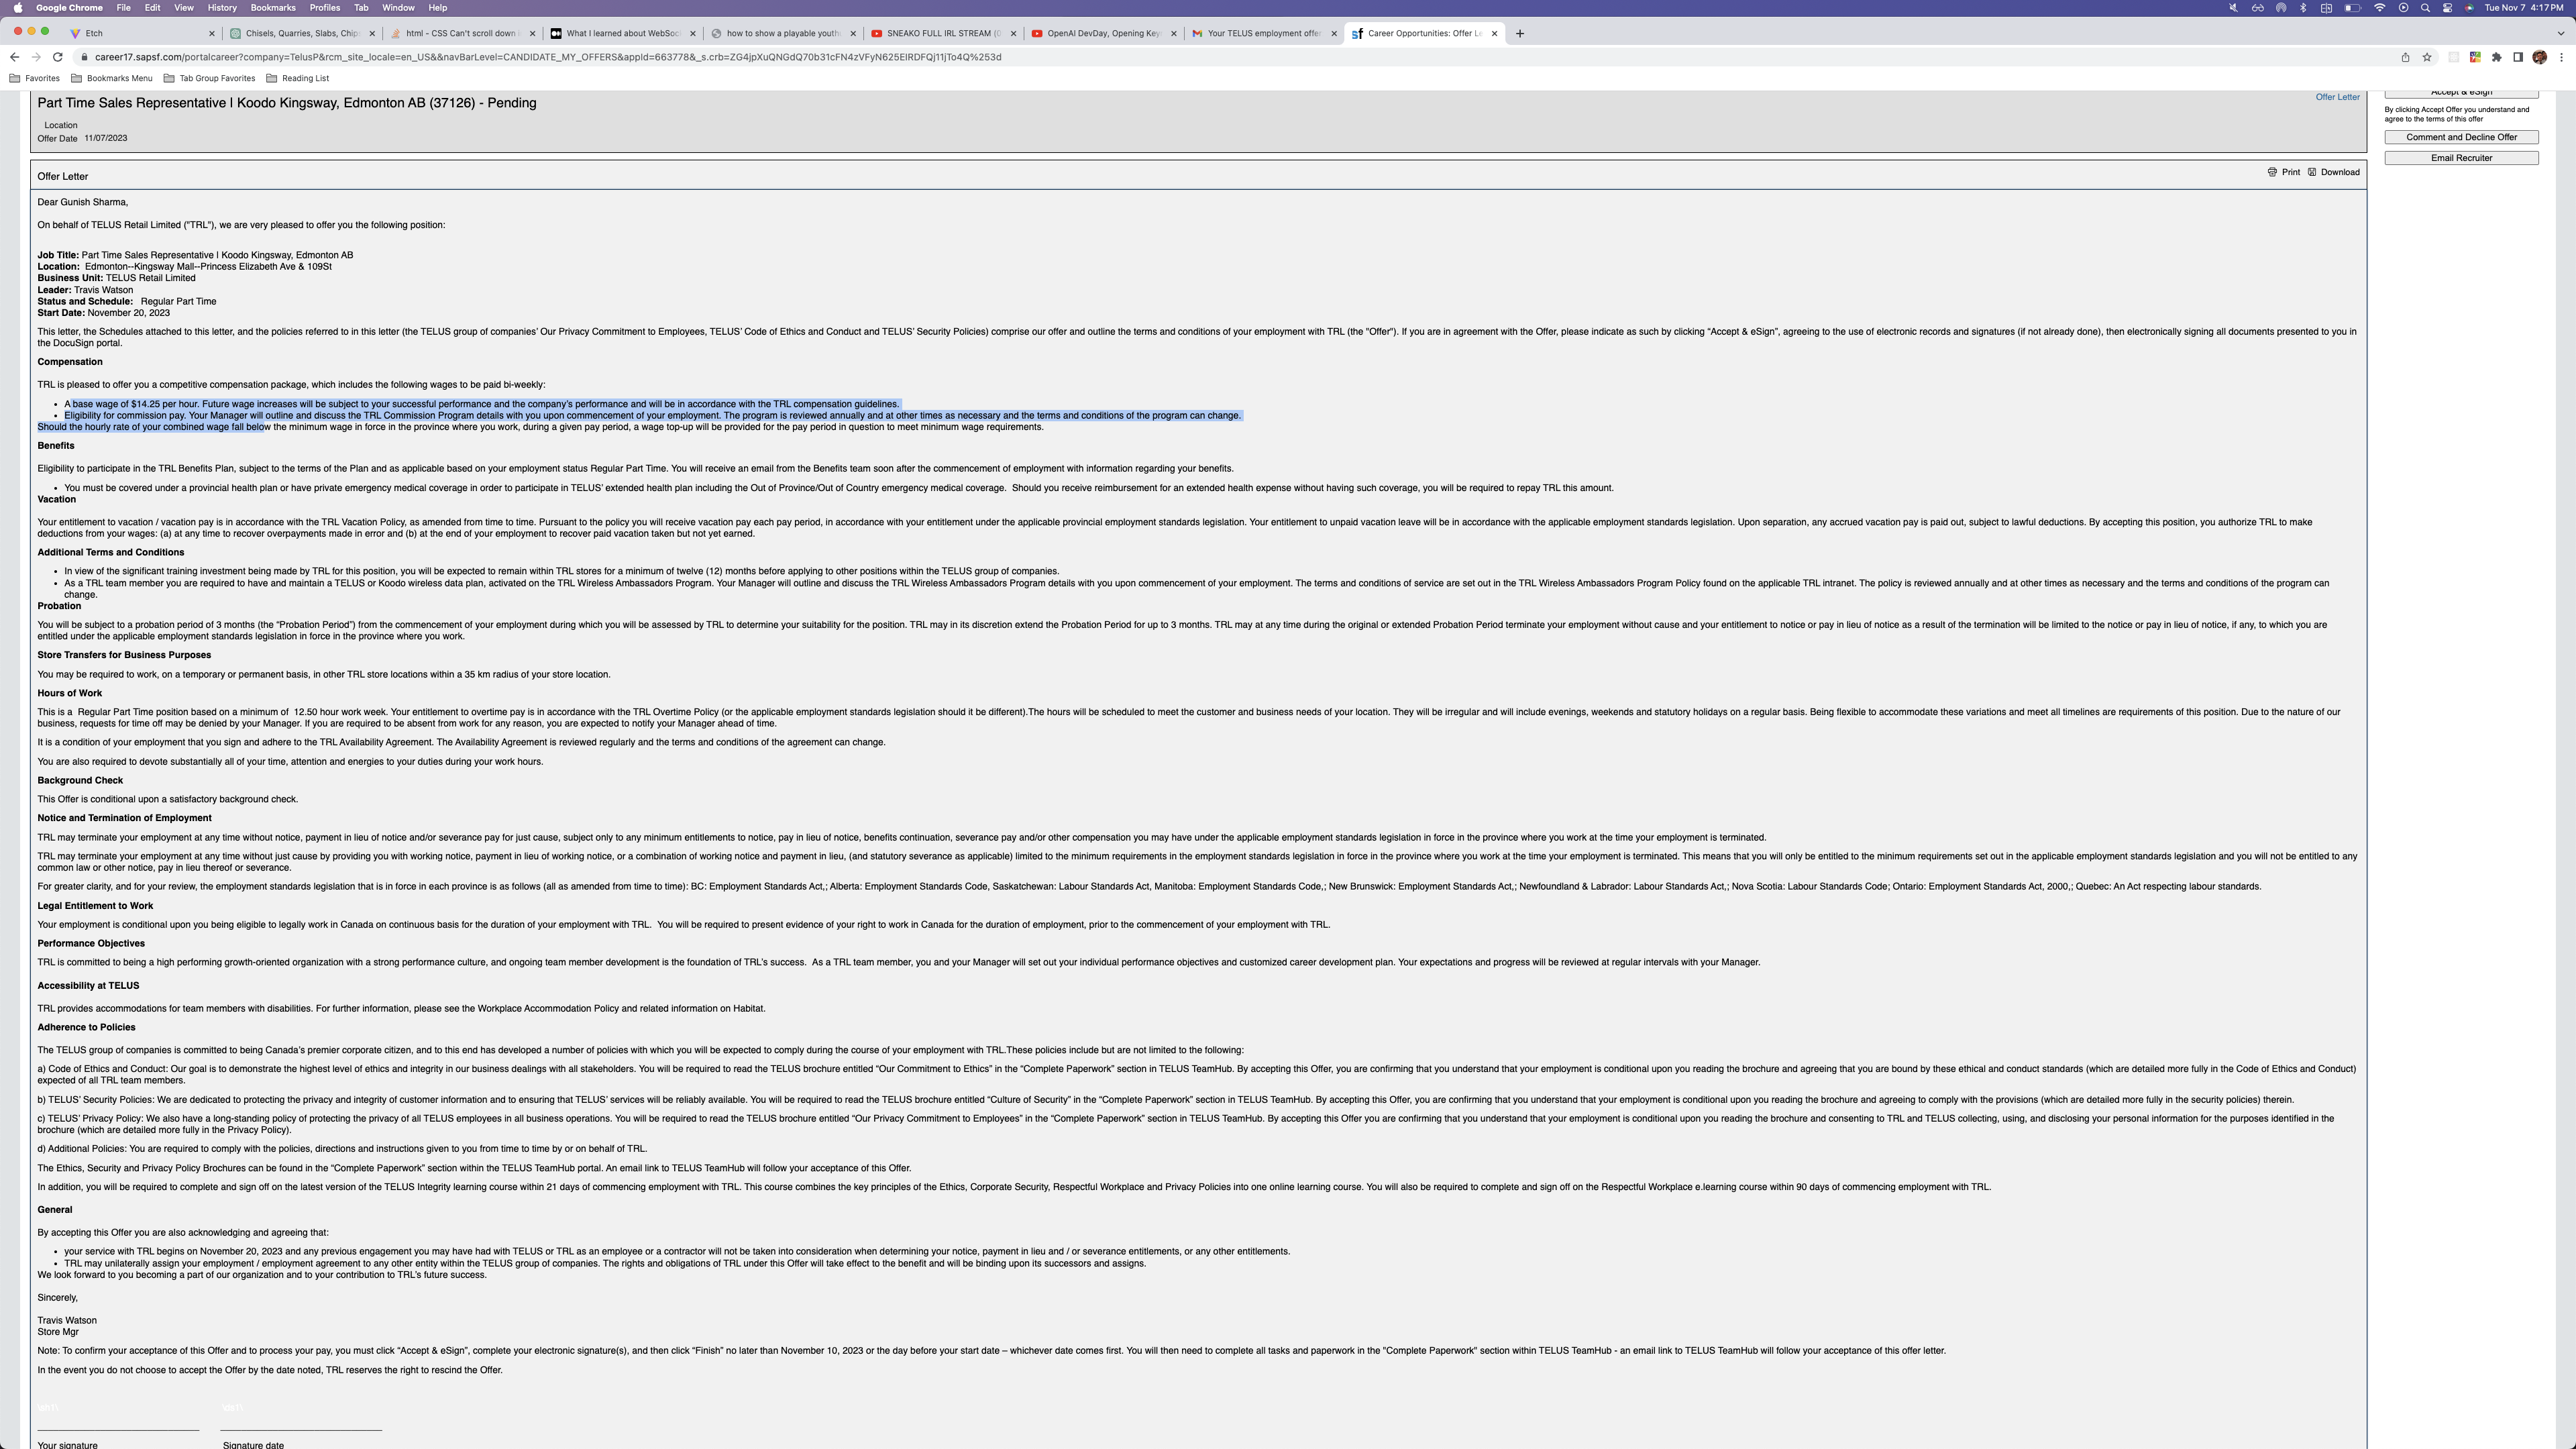 Google Chrome File Edit View History Bookmarks Profiles Tab Window Help Tue Nov 7 4:17 PM
Etch Chisels, Quarries, Slabs, Chip html - CSS Can't scroll down What I learned about WebSoc how to show a playable youth SNEAKO FULL IRL STREAM OpenAI DevDay, Opening Key Your TELUS employment offer Career Opportunities: Offer Le
career17.sapsf.com/portalcareer?company=TelusP&rcm_site_locale=en_US&&navBarLevel=CANDIDATE_MY_OFFERS&appId=663778&_s.crb=ZG4jpXuQNGdQ70b31cFN4zVFyN625EIRDFQj11jTo4Q%253d
Favorites Bookmarks Menu Tab Group Favorites Reading List
Part Time Sales Representative l Koodo Kingsway, Edmonton AB (37126) - Pending
Offer Letter
Location
Offer Date 11/07/2023
Accept & eSign
By clicking Accept Offer you understand and
agree to the terms of this offer
Comment and Decline Offer
Email Recruiter
Offer Letter
Print Download
Dear Gunish Sharma,
On behalf of TELUS Retail Limited ("TRL"), we are very pleased to offer you the following position:
Job Title: Part Time Sales Representative l Koodo Kingsway, Edmonton AB
Location: Edmonton--Kingsway Mall--Princess Elizabeth Ave & 109St
Business Unit: TELUS Retail Limited
Leader: Travis Watson
Status and Schedule: Regular Part Time
Start Date: November 20, 2023
This letter, the Schedules attached to this letter, and the policies referred to in this letter (the TELUS group of companies' Our Privacy Commitment to Employees, TELUS' Code of Ethics and Conduct and TELUS' Security Policies) comprise our offer and outline the terms and conditions of your employment with TRL (the "Offer"). If you are in agreement with the Offer, please indicate as such by clicking "Accept & eSign", agreeing to the use of electronic records and signatures (if not already done), then electronically signing all documents presented to you in
the DocuSign portal.
Compensation
TRL is pleased to offer you a competitive compensation package, which includes the following wages to be paid bi-weekly:
• A base wage of $14.25 per hour. Future wage increases will be subject to your successful performance and the company's performance and will be in accordance with the TRL compensation guidelines.
• Eligibility for commission pay. Your Manager will outline and discuss the TRL Commission Program details with you upon commencement of your employment. The program is reviewed annually and at other times as necessary and the terms and conditions of the program can change.
Should the hourly rate of your combined wage fall below the minimum wage in force in the province where you work, during a given pay period, a wage top-up will be provided for the pay period in question to meet minimum wage requirements.
Benefits
Eligibility to participate in the TRL Benefits Plan, subject to the terms of the Plan and as applicable based on your employment status Regular Part Time. You will receive an email from the Benefits team soon after the commencement of employment with information regarding your benefits.
• You must be covered under a provincial health plan or have private emergency medical coverage in order to participate in TELUS' extended health plan including the Out of Province/Out of Country emergency medical coverage. Should you receive reimbursement for an extended health expense without having such coverage, you will be required to repay TRL this amount.
Vacation
Your entitlement to vacation / vacation pay is in accordance with the TRL Vacation Policy, as amended from time to time. Pursuant to the policy you will receive vacation pay each pay period, in accordance with your entitlement under the applicable provincial employment standards legislation. Your entitlement to unpaid vacation leave will be in accordance with the applicable employment standards legislation. Upon separation, any accrued vacation pay is paid out, subject to lawful deductions. By accepting this position, you authorize TRL to make
deductions from your wages: (a) at any time to recover overpayments made in error and (b) at the end of your employment to recover paid vacation taken but not yet earned.
Additional Terms and Conditions
• In view of the significant training investment being made by TRL for this position, you will be expected to remain within TRL stores for a minimum of twelve (12) months before applying to other positions within the TELUS group of companies.
• As a TRL team member you are required to have and maintain a TELUS or Koodo wireless data plan, activated on the TRL Wireless Ambassadors Program. Your Manager will outline and discuss the TRL Wireless Ambassadors Program details with you upon commencement of your employment. The terms and conditions of service are set out in the TRL Wireless Ambassadors Program Policy found on the applicable TRL intranet. The policy is reviewed annually and at other times as necessary and the terms and conditions of the program can
change.
Probation
You will be subject to a probation period of 3 months (the "Probation Period") from the commencement of your employment during which you will be assessed by TRL to determine your suitability for the position. TRL may in its discretion extend the Probation Period for up to 3 months. TRL may at any time during the original or extended Probation Period terminate your employment without cause and your entitlement to notice or pay in lieu of notice as a result of the termination will be limited to the notice or pay in lieu of notice, if any, to which you are
entitled under the applicable employment standards legislation in force in the province where you work.
Store Transfers for Business Purposes
You may be required to work, on a temporary or permanent basis, in other TRL store locations within a 35 km radius of your store location.
Hours of Work
This is a Regular Part Time position based on a minimum of 12.50 hour work week. Your entitlement to overtime pay is in accordance with the TRL Overtime Policy (or the applicable employment standards legislation should it be different).The hours will be scheduled to meet the customer and business needs of your location. They will be irregular and will include evenings, weekends and statutory holidays on a regular basis. Being flexible to accommodate these variations and meet all timelines are requirements of this position. Due to the nature of our
business, requests for time off may be denied by your Manager. If you are required to be absent from work for any reason, you are expected to notify your Manager ahead of time.
It is a condition of your employment that you sign and adhere to the TRL Availability Agreement. The Availability Agreement is reviewed regularly and the terms and conditions of the agreement can change.
You are also required to devote substantially all of your time, attention and energies to your duties during your work hours.
Background Check
This Offer is conditional upon a satisfactory background check.
Notice and Termination of Employment
TRL may terminate your employment at any time without notice, payment in lieu of notice and/or severance pay for just cause, subject only to any minimum entitlements to notice, pay in lieu of notice, benefits continuation, severance pay and/or other compensation you may have under the applicable employment standards legislation in force in the province where you work at the time your employment is terminated.
TRL may terminate your employment at any time without just cause by providing you with working notice, payment in lieu of working notice, or a combination of working notice and payment in lieu, (and statutory severance as applicable) limited to the minimum requirements in the employment standards legislation in force in the province where you work at the time your employment is terminated. This means that you will only be entitled to the minimum requirements set out in the applicable employment standards legislation and you will not be entitled to any
common law or other notice, pay in lieu thereof or severance.
For greater clarity, and for your review, the employment standards legislation that is in force in each province is as follows (all as amended from time to time): BC: Employment Standards Act,; Alberta: Employment Standards Code, Saskatchewan: Labour Standards Act, Manitoba: Employment Standards Code,; New Brunswick: Employment Standards Act,; Newfoundland & Labrador: Labour Standards Act,; Nova Scotia: Labour Standards Code; Ontario: Employment Standards Act, 2000,; Quebec: An Act respecting labour standards.
Legal Entitlement to Work
Your employment is conditional upon you being eligible to legally work in Canada on continuous basis for the duration of your employment with TRL. You will be required to present evidence of your right to work in Canada for the duration of employment, prior to the commencement of your employment with TRL.
Performance Objectives
TRL is committed to being a high performing growth-oriented organization with a strong performance culture, and ongoing team member development is the foundation of TRL's success. As a TRL team member, you and your Manager will set out your individual performance objectives and customized career development plan. Your expectations and progress will be reviewed at regular intervals with your Manager.
Accessibility at TELUS
TRL provides accommodations for team members with disabilities. For further information, please see the Workplace Accommodation Policy and related information on Habitat.
Adherence to Policies
The TELUS group of companies is committed to being Canada's premier corporate citizen, and to this end has developed a number of policies with which you will be expected to comply during the course of your employment with TRL.These policies include but are not limited to the following:
a) Code of Ethics and Conduct: Our goal is to demonstrate the highest level of ethics and integrity in our business dealings with all stakeholders. You will be required to read the TELUS brochure entitled "Our Commitment to Ethics" in the "Complete Paperwork" section in TELUS TeamHub. By accepting this Offer, you are confirming that you understand that your employment is conditional upon you reading the brochure and agreeing that you are bound by these ethical and conduct standards (which are detailed more fully in the Code of Ethics and Conduct)
expected of all TRL team members.
b) TELUS' Security Policies: We are dedicated to protecting the privacy and integrity of customer information and to ensuring that TELUS' services will be reliably available. You will be required to read the TELUS brochure entitled "Culture of Security" in the "Complete Paperwork" section in TELUS TeamHub. By accepting this Offer, you are confirming that you understand that your employment is conditional upon you reading the brochure and agreeing to comply with the provisions (which are detailed more fully in the security policies) therein.
c) TELUS' Privacy Policy: We also have a long-standing policy of protecting the privacy of all TELUS employees in all business operations. You will be required to read the TELUS brochure entitled "Our Privacy Commitment to Employees" in the "Complete Paperwork" section in TELUS TeamHub. By accepting this Offer you are confirming that you understand that your employment is conditional upon you reading the brochure and consenting to TRL and TELUS collecting, using, and disclosing your personal information for the purposes identified in the
brochure (which are detailed more fully in the Privacy Policy).
d) Additional Policies: You are required to comply with the policies, directions and instructions given to you from time to time by or on behalf of TRL.
The Ethics, Security and Privacy Policy Brochures can be found in the "Complete Paperwork" section within the TELUS TeamHub portal. An email link to TELUS TeamHub will follow your acceptance of this Offer.
In addition, you will be required to complete and sign off on the latest version of the TELUS Integrity learning course within 21 days of commencing employment with TRL. This course combines the key principles of the Ethics, Corporate Security, Respectful Workplace and Privacy Policies into one online learning course. You will also be required to complete and sign off on the Respectful Workplace e.learning course within 90 days of commencing employment with TRL.
General
By accepting this Offer you are also acknowledging and agreeing that:
• your service with TRL begins on November 20, 2023 and any previous engagement you may have had with TELUS or TRL as an employee or a contractor will not be taken into consideration when determining your notice, payment in lieu and / or severance entitlements, or any other entitlements.
• TRL may unilaterally assign your employment / employment agreement to any other entity within the TELUS group of companies. The rights and obligations of TRL under this Offer will take effect to the benefit and will be binding upon its successors and assigns.
We look forward to you becoming a part of our organization and to your contribution to TRL's future success.
Sincerely,
Travis Watson
Store Mgr
Note: To confirm your acceptance of this Offer and to process your pay, you must click "Accept & eSign", complete your electronic signature(s), and then click "Finish" no later than November 10, 2023 or the day before your start date – whichever date comes first. You will then need to complete all tasks and paperwork in the "Complete Paperwork" section within TELUS TeamHub - an email link to TELUS TeamHub will follow your acceptance of this offer letter.
In the event you do not choose to accept the Offer by the date noted, TRL reserves the right to rescind the Offer.
Your signature Signature date